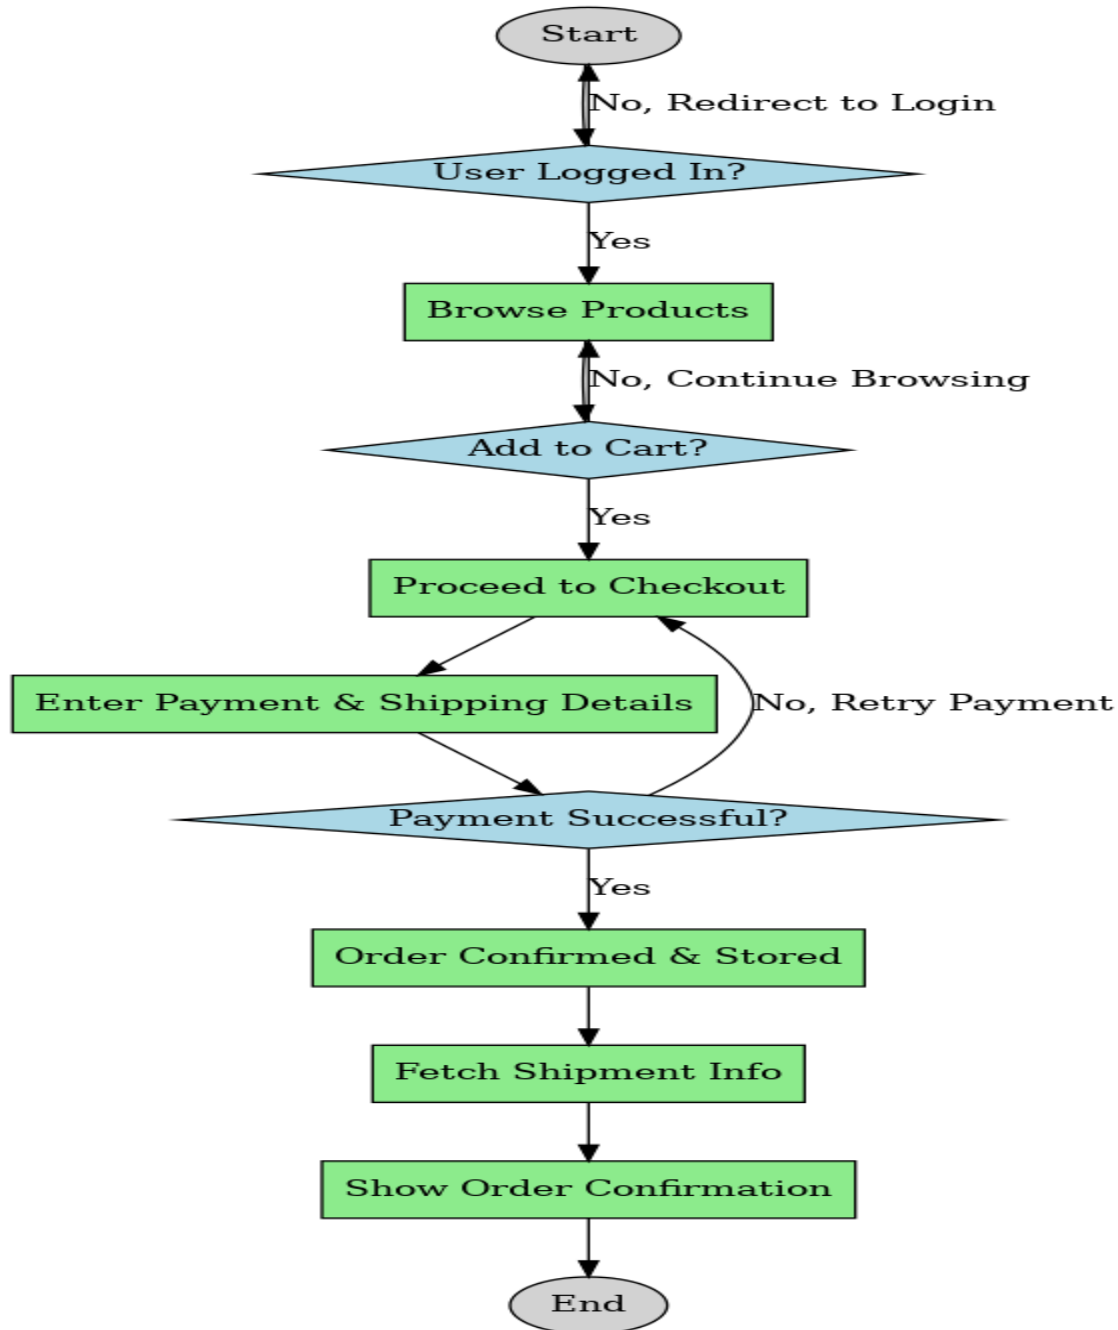 Start
No, Redirect to Login
User Logged In?
Yes
Browse Products
No, Continue Browsing
Add to Cart?
Yes
Proceed to Checkout
Enter Payment & Shipping Details
No, Retry Payment
Payment Successful?
Yes
Order Confirmed & Stored
Fetch Shipment Info
Show Order Confirmation
End